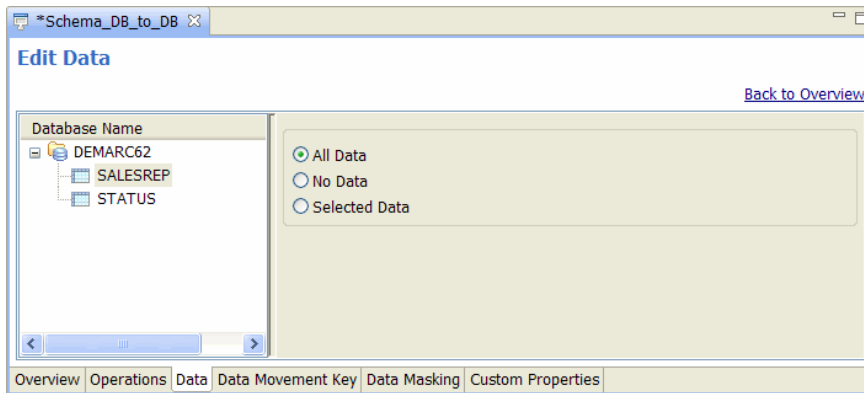 *Schema_DB_to_DB
Edit Data
Back to Overview
Database Name
DEMARC62
SALESREP
STATUS
All Data
No Data
Selected Data
Overview Operations Data Data Movement Key Data Masking Custom Properties